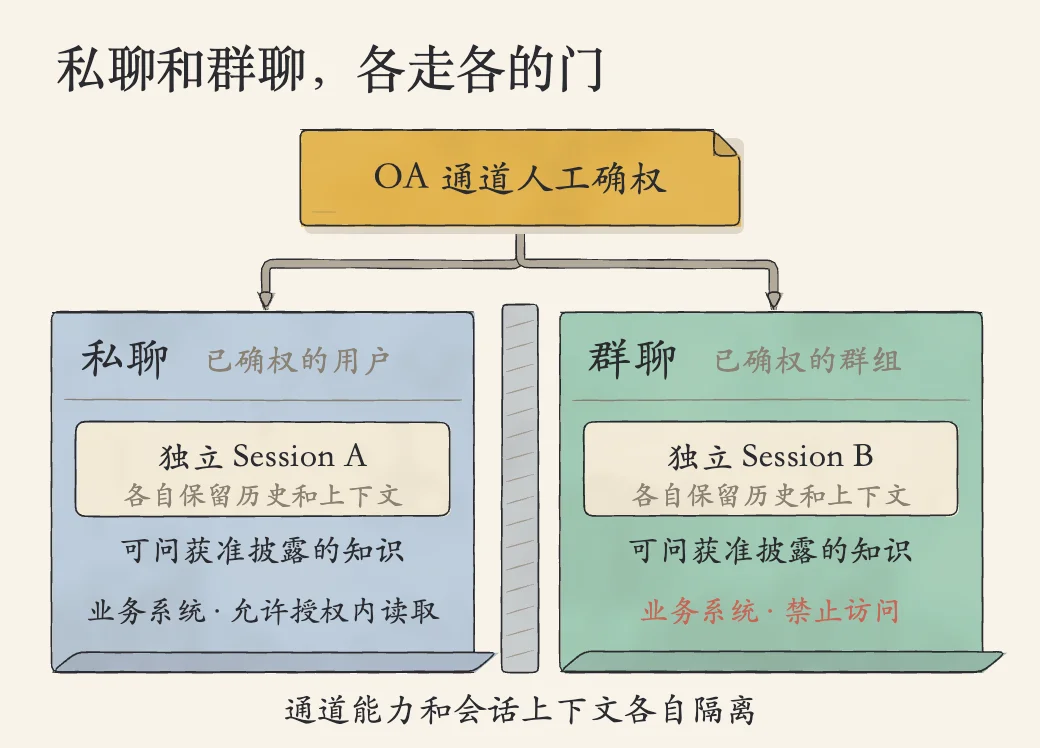 私聊和群聊，各走各的门
OA 通道人工确权
私聊 已确权的用户
独立 Session A
各自保留历史和上下文
可问获准披露的知识
业务系统·允许授权内读取
群聊 已确权的群组
独立 Session B
各自保留历史和上下文
可问获准披露的知识
业务系统·禁止访问
通道能力和会话上下文各自隔离